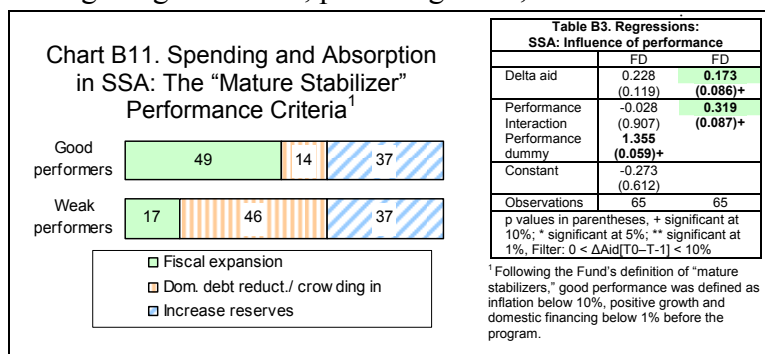 Chart B11. Spending and Absorption
in SSA: The “Mature Stabilizer”
Performance Criteria1
Good
performers
49
14
37
Weak
performers
17
46
37
Fiscal expansion
Dom. debt reduct./ crow ding in
Increase reserves
Table B3. Regressions:
SSA: Influence of performance
FD FD
Delta aid 0.228 0.173
(0.119) (0.086)+
Performance -0.028 0.319
Interaction (0.907) (0.087)+
Performance 1.355
dummy (0.059)+
Constant -0.273
(0.612)
Observations 65 65
p values in parentheses, + significant at
10%; * significant at 5%; ** significant at
1%, Filter: 0 < ΔAid[T0–T-1] < 10%
1 Following the Fund’s definition of “mature
stabilizers,” good performance was defined as
inflation below 10%, positive growth and
domestic financing below 1% before the
program.